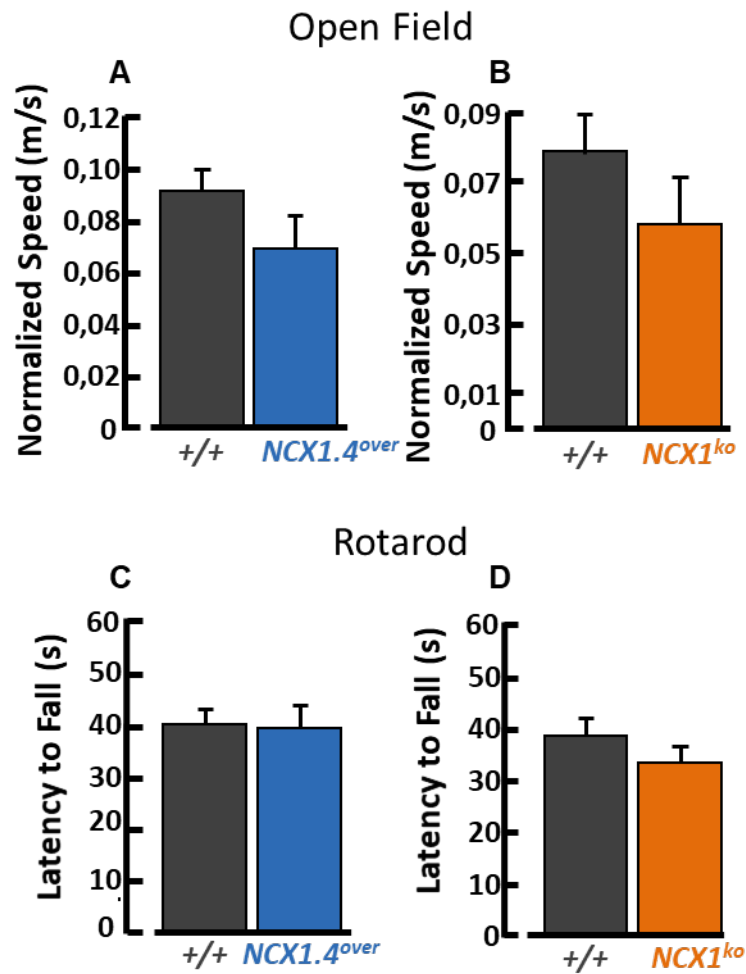 Open Field
A
Normalized Speed (m/s)
0,12
0,10
0,08
0,06
0,04
0,02
0
+/+
NCX1.4over
B
Normalized Speed (m/s)
0,09
0,07
0,05
0,03
0,01
0
+/+
NCX1ko
Rotarod
C
Latency to Fall (s)
60
50
40
30
20
10
0
+/+
NCX1.4over
D
Latency to Fall (s)
60
50
40
30
20
10
0
+/+
NCX1ko